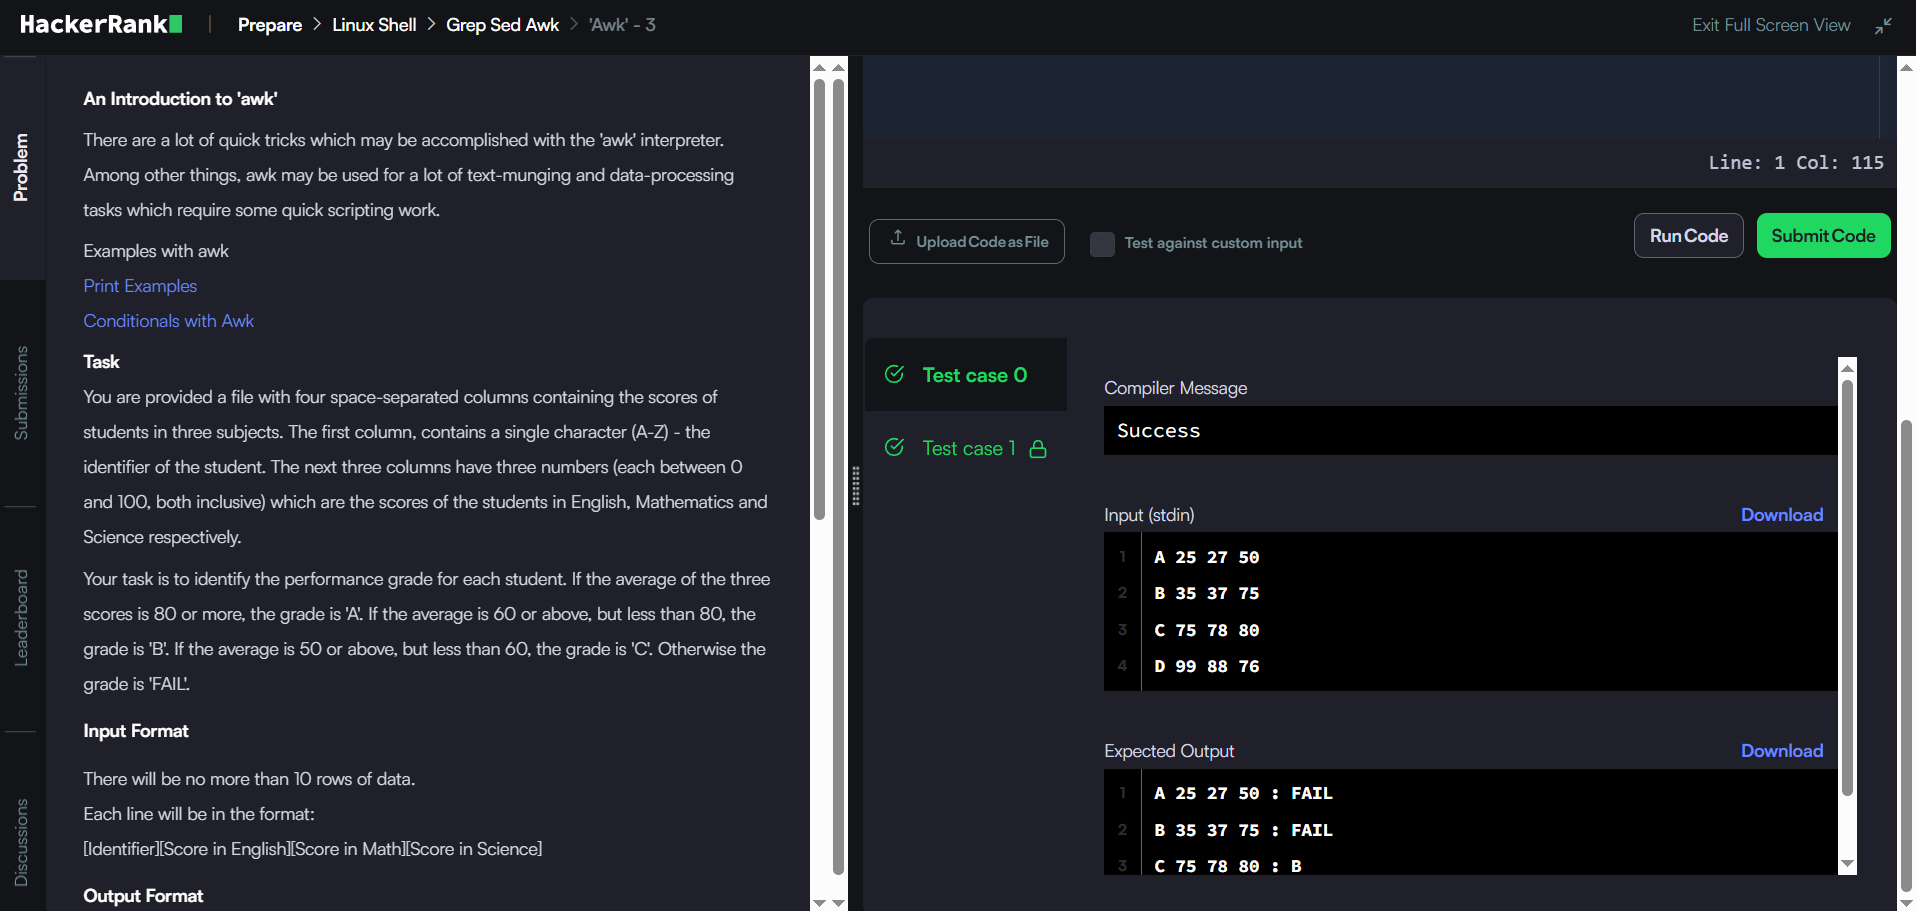 HackerRank
Prepare > Linux Shell > Grep Sed Awk > 'Awk' - 3
Exit Full Screen View
Problem
Submissions
Leaderboard
Discussions
An Introduction to 'awk'
There are a lot of quick tricks which may be accomplished with the 'awk' interpreter.
Among other things, awk may be used for a lot of text-munging and data-processing
tasks which require some quick scripting work.
Examples with awk
Print Examples
Conditionals with Awk
Task
You are provided a file with four space-separated columns containing the scores of
students in three subjects. The first column, contains a single character (A-Z) - the
identifier of the student. The next three columns have three numbers (each between 0
and 100, both inclusive) which are the scores of the students in English, Mathematics and
Science respectively.
Your task is to identify the performance grade for each student. If the average of the three
scores is 80 or more, the grade is 'A'. If the average is 60 or above, but less than 80, the
grade is 'B'. If the average is 50 or above, but less than 60, the grade is 'C'. Otherwise the
grade is 'FAIL'.
Input Format
There will be no more than 10 rows of data.
Each line will be in the format:
[Identifier][Score in English][Score in Math][Score in Science]
Output Format
Line: 1 Col: 115
Upload Code as File
Test against custom input
Run Code
Submit Code
Test case 0
Test case 1
Compiler Message
Success
Input (stdin)
Download
1 A 25 27 50
2 B 35 37 75
3 C 75 78 80
4 D 99 88 76
Expected Output
Download
1 A 25 27 50 : FAIL
2 B 35 37 75 : FAIL
3 C 75 78 80 : B